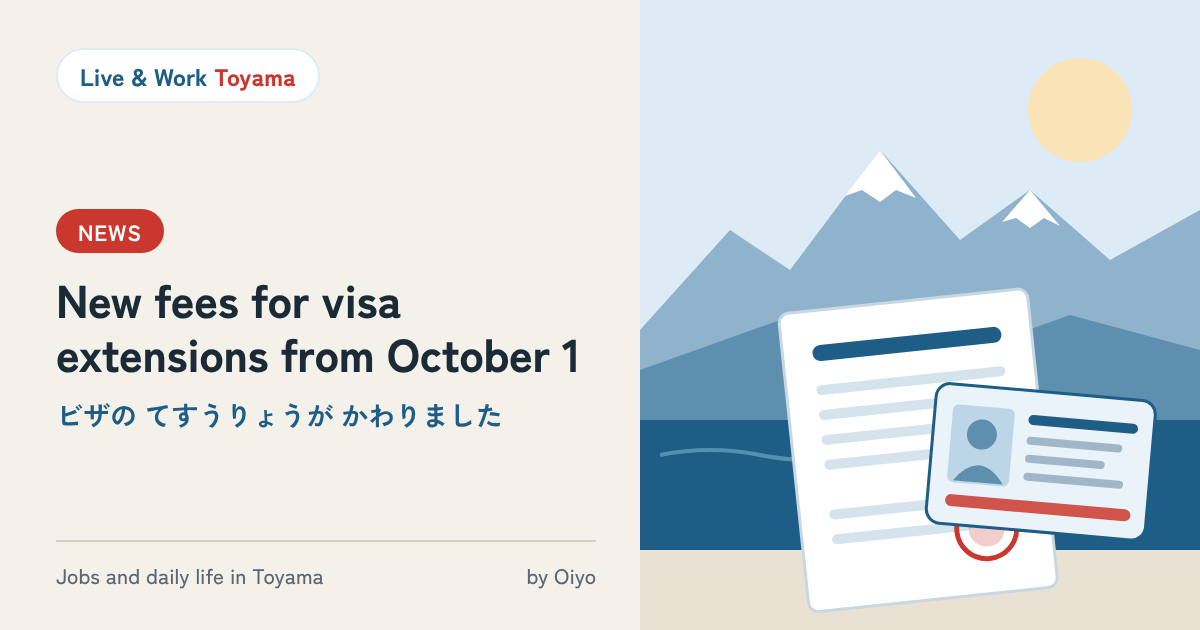 Live & Work Toyama
NEWS
New fees for visa
extensions from October 1
ビザの てすうりょうが かわりました
Jobs and daily life in Toyama
by Oiyo